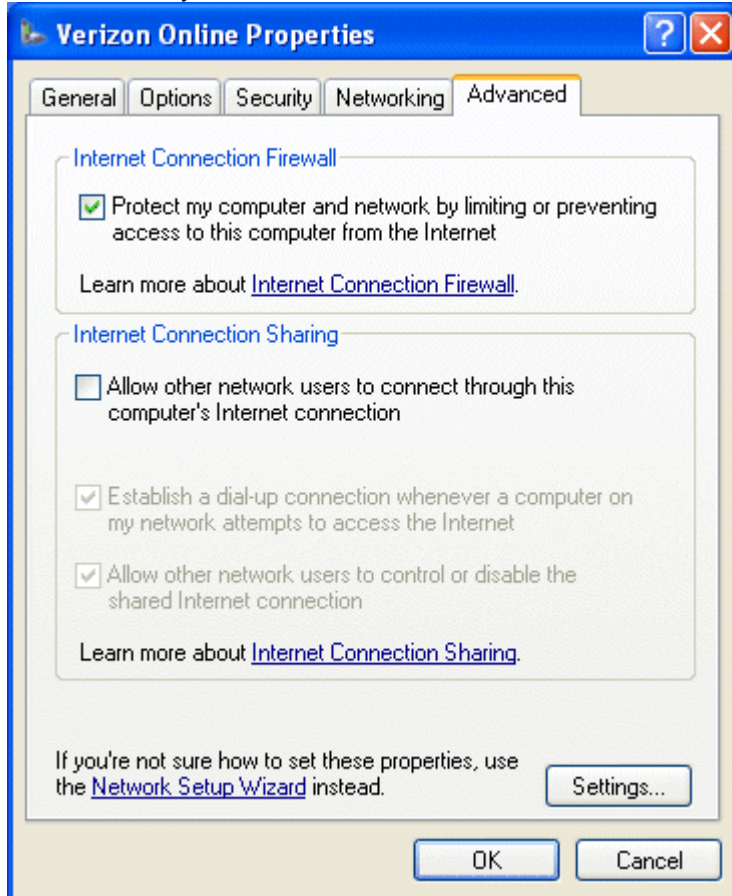 Verizon Online Properties
General Options Security Networking Advanced
Internet Connection Firewall
Protect my computer and network by limiting or preventing
access to this computer from the Internet
Learn more about Internet Connection Firewall.
Internet Connection Sharing
Allow other network users to connect through this
computer's Internet connection
Establish a dial-up connection whenever a computer on
my network attempts to access the Internet
Allow other network users to control or disable the
shared Internet connection
Learn more about Internet Connection Sharing.
If you're not sure how to set these properties, use
the Network Setup Wizard instead.
Settings...
OK Cancel